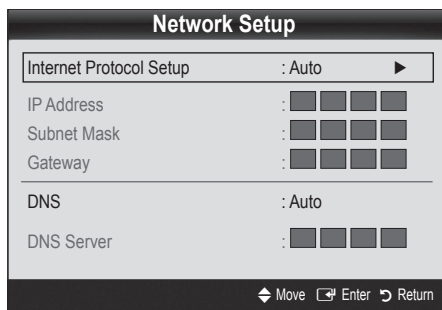 Network Setup
Internet Protocol Setup : Auto ►
IP Address :
Subnet Mask :
Gateway :
DNS : Auto
DNS Server :
Move Enter Return